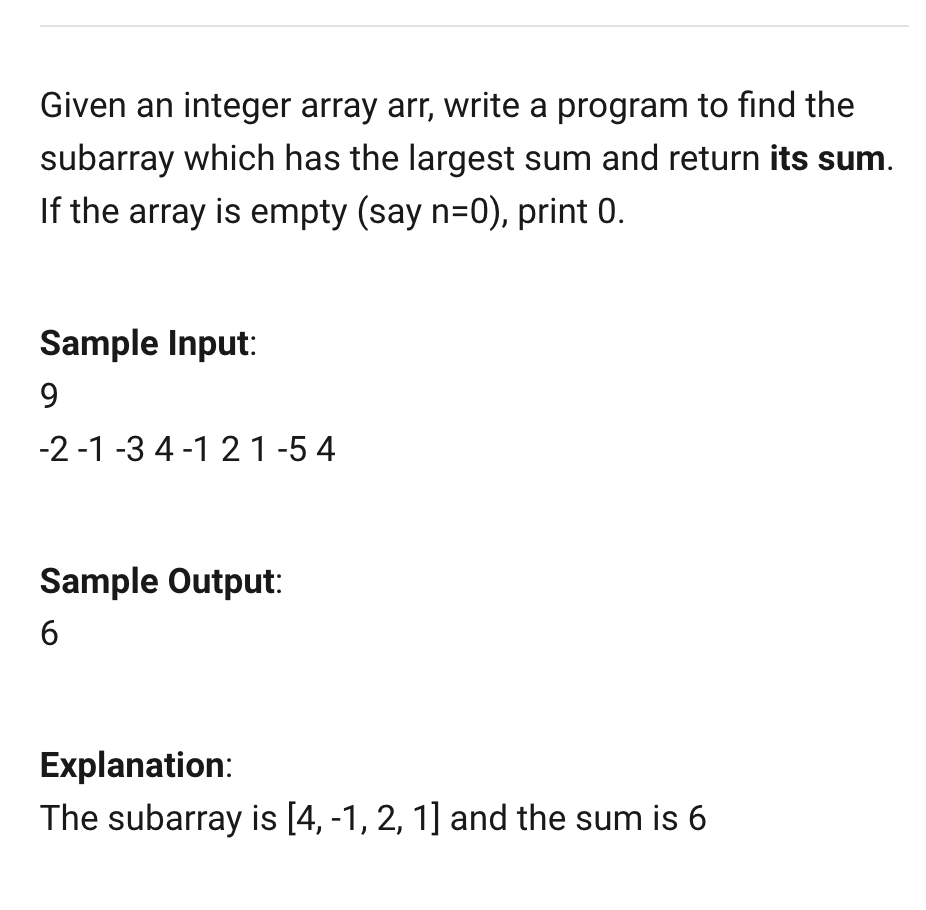 Given an integer array arr, write a program to find the
subarray which has the largest sum and return its sum.
If the array is empty (say n=0), print 0.
Sample Input:
9
-2 -1 -3 4 -1 2 1 -5 4
Sample Output:
6
Explanation:
The subarray is [4, -1, 2, 1] and the sum is 6